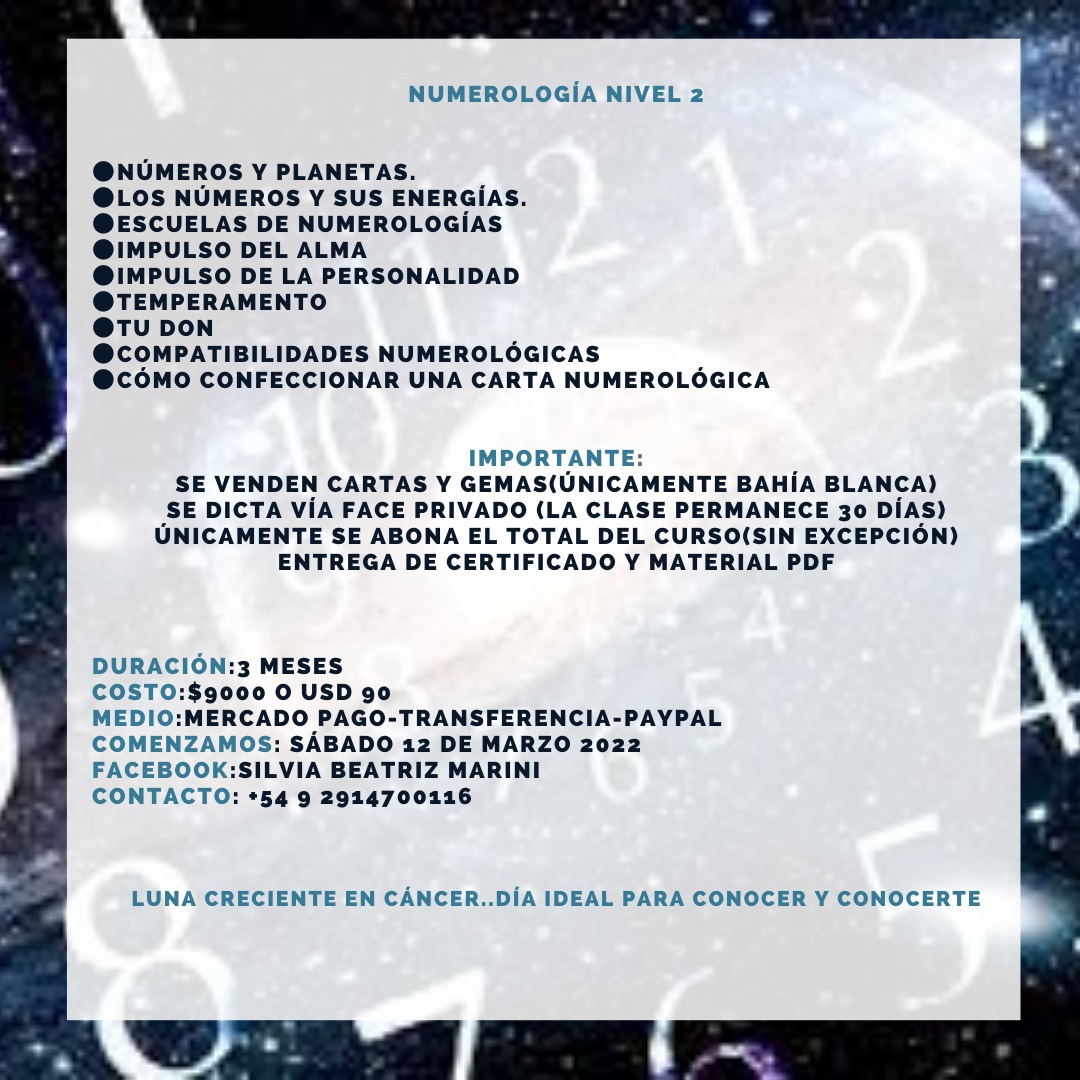 NUMEROLOGÍA NIVEL 2
●NÚMEROS Y PLANETAS.
●LOS NÚMEROS Y SUS ENERGÍAS.
●ESCUELAS DE NUMEROLOGÍAS
●IMPULSO DEL ALMA
●IMPULSO DE LA PERSONALIDAD
●TEMPERAMENTO
●TU DON
●COMPATIBILIDADES NUMEROLÓGICAS
●CÓMO CONFECCIONAR UNA CARTA NUMEROLÓGICA
IMPORTANTE:
SE VENDEN CARTAS Y GEMAS(ÚNICAMENTE BAHÍA BLANCA)
SE DICTA VÍA FACE PRIVADO (LA CLASE PERMANECE 30 DÍAS)
ÚNICAMENTE SE ABONA EL TOTAL DEL CURSO(SIN EXCEPCIÓN)
ENTREGA DE CERTIFICADO Y MATERIAL PDF
DURACIÓN:3 MESES
COSTO:$9000 O USD 90
MEDIO:MERCADO PAGO-TRANSFERENCIA-PAYPAL
COMENZAMOS: SÁBADO 12 DE MARZO 2022
FACEBOOK:SILVIA BEATRIZ MARINI
CONTACTO: +54 9 2914700116
LUNA CRECIENTE EN CÁNCER..DÍA IDEAL PARA CONOCER Y CONOCERTE